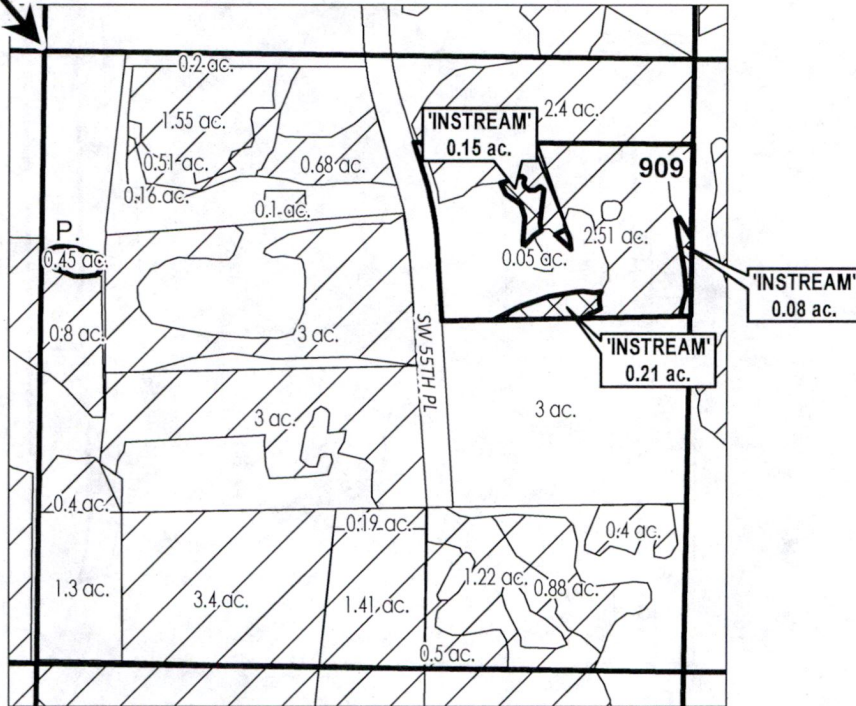 0.2 ac.
2.4 ac.
1.55 ac.
'INSTREAM'
0.15 ac.
0.51 ac.
0.68 ac.
909
0.16 ac.
0.1 ac.
P.
2.51 ac.
0.45 ac.
0.05 ac.
'INSTREAM'
0.08 ac.
0.8 ac.
3 ac.
SW 55TH PL
'INSTREAM'
0.21 ac.
3 ac.
3 ac.
0.4 ac.
0.19 ac.
0.4 ac.
1.3 ac.
3.4 ac.
1.41 ac.
1.22 ac.
0.88 ac.
0.5 ac.